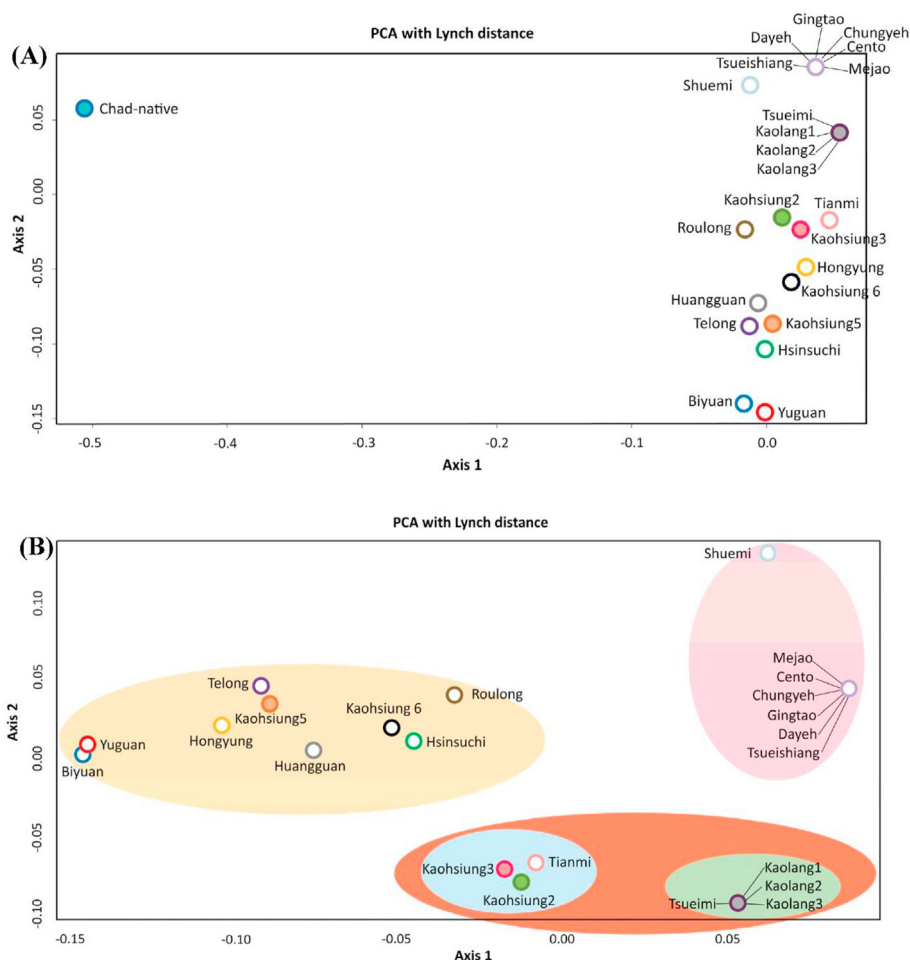 (A)
PCA with Lynch distance
Gingtao
Dayeh
Chungyeh
Cento
Tsueishiang
Mejao
Shuemi
Chad-native
Tsueimi
Kaolang1
Kaolang2
Kaolang3
Kaohsiung2
Tianmi
Roulong
Kaohsiung3
Hongyung
Kaohsiung 6
Huangguan
Telong
Kaohsiung5
Hsinsuchi
Biyuan
Yuguan
Axis 2
0.05
0.00
-0.05
-0.10
-0.15
-0.5
-0.4
-0.3
-0.2
-0.1
0.0
Axis 1
(B)
PCA with Lynch distance
Shuemi
Mejao
Cento
Chungyeh
Gingtao
Dayeh
Tsueishiang
Telong
Roulong
Kaohsiung5
Kaohsiung 6
Hongyung
Hsinsuchi
Yuguan
Huangguan
Biyuan
Kaohsiung3
Tianmi
Kaohsiung2
Kaolang1
Kaolang2
Tsueimi
Kaolang3
Axis 2
0.10
0.05
0.00
-0.05
-0.10
-0.15
-0.10
-0.05
0.00
0.05
Axis 1